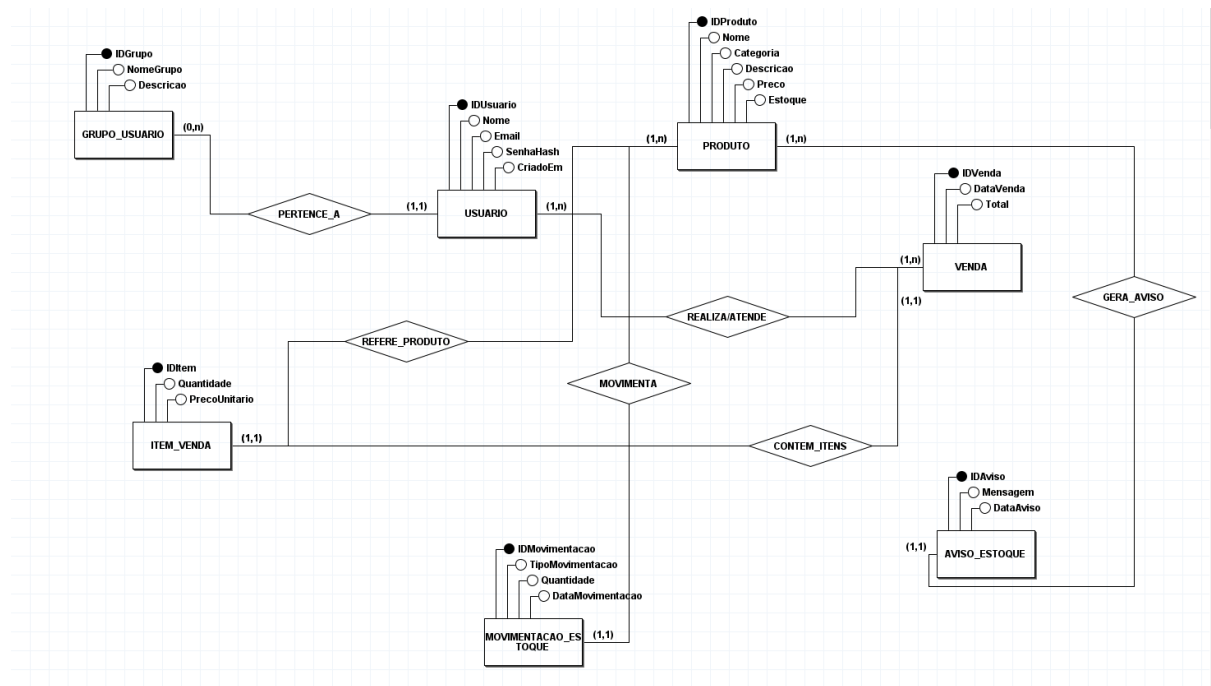 IDGrupo
NomeGrupo
Descricao
GRUPO_USUARIO
(0,n)
PERTENCE_A
(1,1)
IDUsuario
Nome
Email
SenhaHash
CriadoEm
USUARIO
(1,n)
IDProduto
Nome
Categoria
Descricao
Preco
Estoque
(1,n)
PRODUTO
(1,n)
IDVenda
DataVenda
Total
(1,n)
VENDA
(1,1)
GERA_AVISO
REALIZA/ATENDE
REFERE_PRODUTO
MOVIMENTA
IDItem
Quantidade
PrecoUnitario
ITEM_VENDA
(1,1)
CONTEM_ITENS
IDAviso
Mensagem
DataAviso
(1,1)
AVISO_ESTOQUE
IDMovimentacao
TipoMovimentacao
Quantidade
DataMovimentacao
MOVIMENTACAO_ES
TOQUE
(1,1)